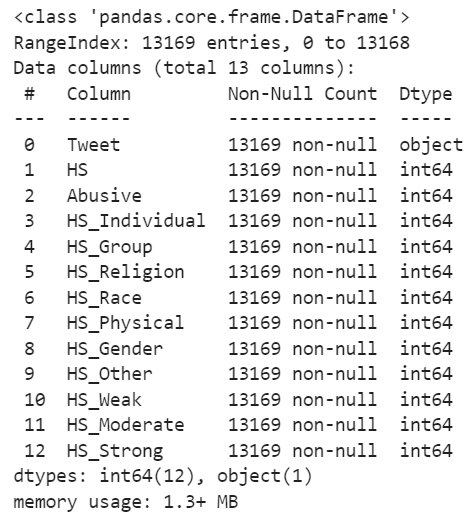 <class 'pandas.core.frame.DataFrame'>
RangeIndex: 13169 entries, 0 to 13168
Data columns (total 13 columns):
 #   Column         Non-Null Count  Dtype
---  ------         --------------  -----
 0   Tweet          13169 non-null  object
 1   HS             13169 non-null  int64
 2   Abusive        13169 non-null  int64
 3   HS_Individual  13169 non-null  int64
 4   HS_Group       13169 non-null  int64
 5   HS_Religion    13169 non-null  int64
 6   HS_Race        13169 non-null  int64
 7   HS_Physical    13169 non-null  int64
 8   HS_Gender      13169 non-null  int64
 9   HS_Other       13169 non-null  int64
 10  HS_Weak        13169 non-null  int64
 11  HS_Moderate    13169 non-null  int64
 12  HS_Strong      13169 non-null  int64
dtypes: int64(12), object(1)
memory usage: 1.3+ MB